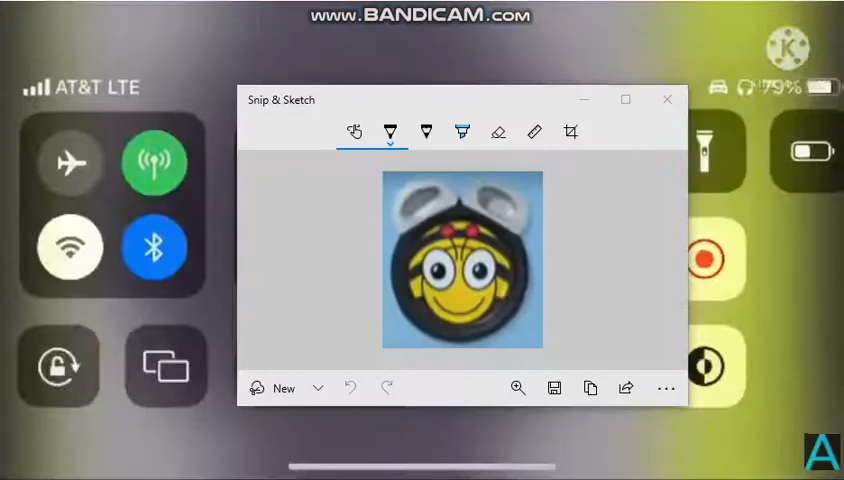 www.BANDICAM.com
K
AT&T LTE
79%
Snip & Sketch
New
A